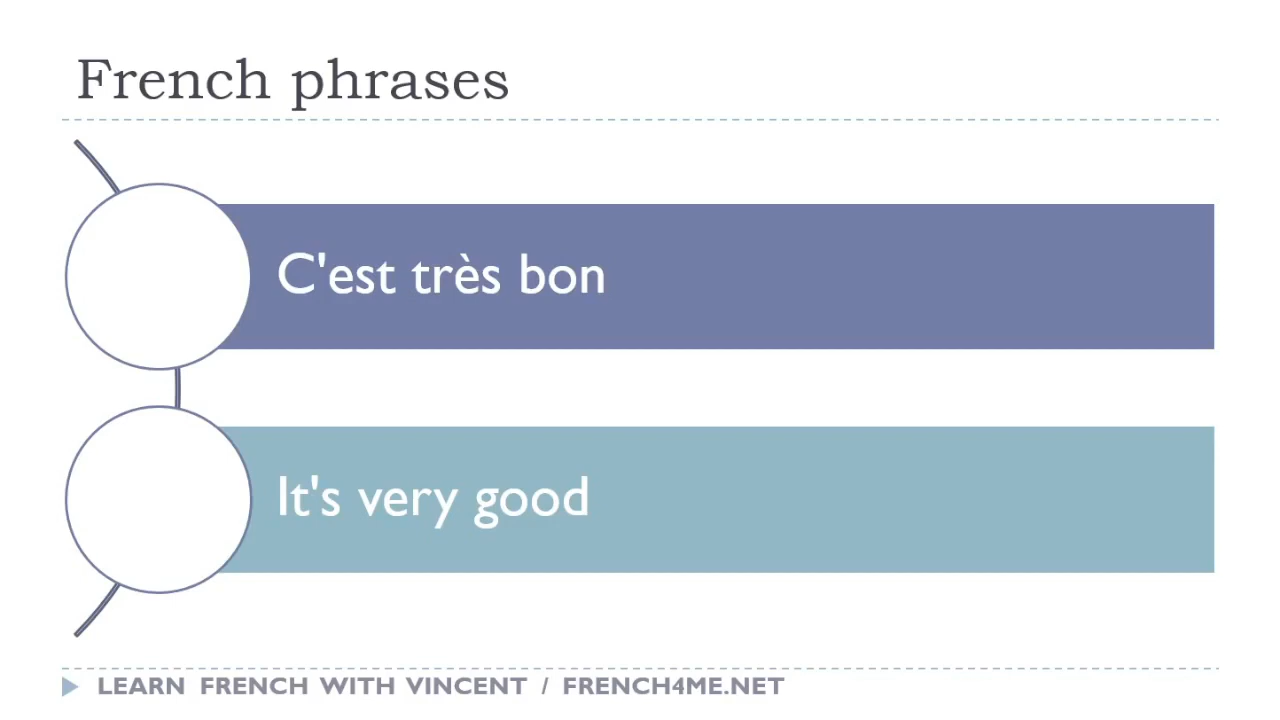 French phrases
C'est très bon
It's very good
LEARN FRENCH WITH VINCENT / FRENCH4ME.NET